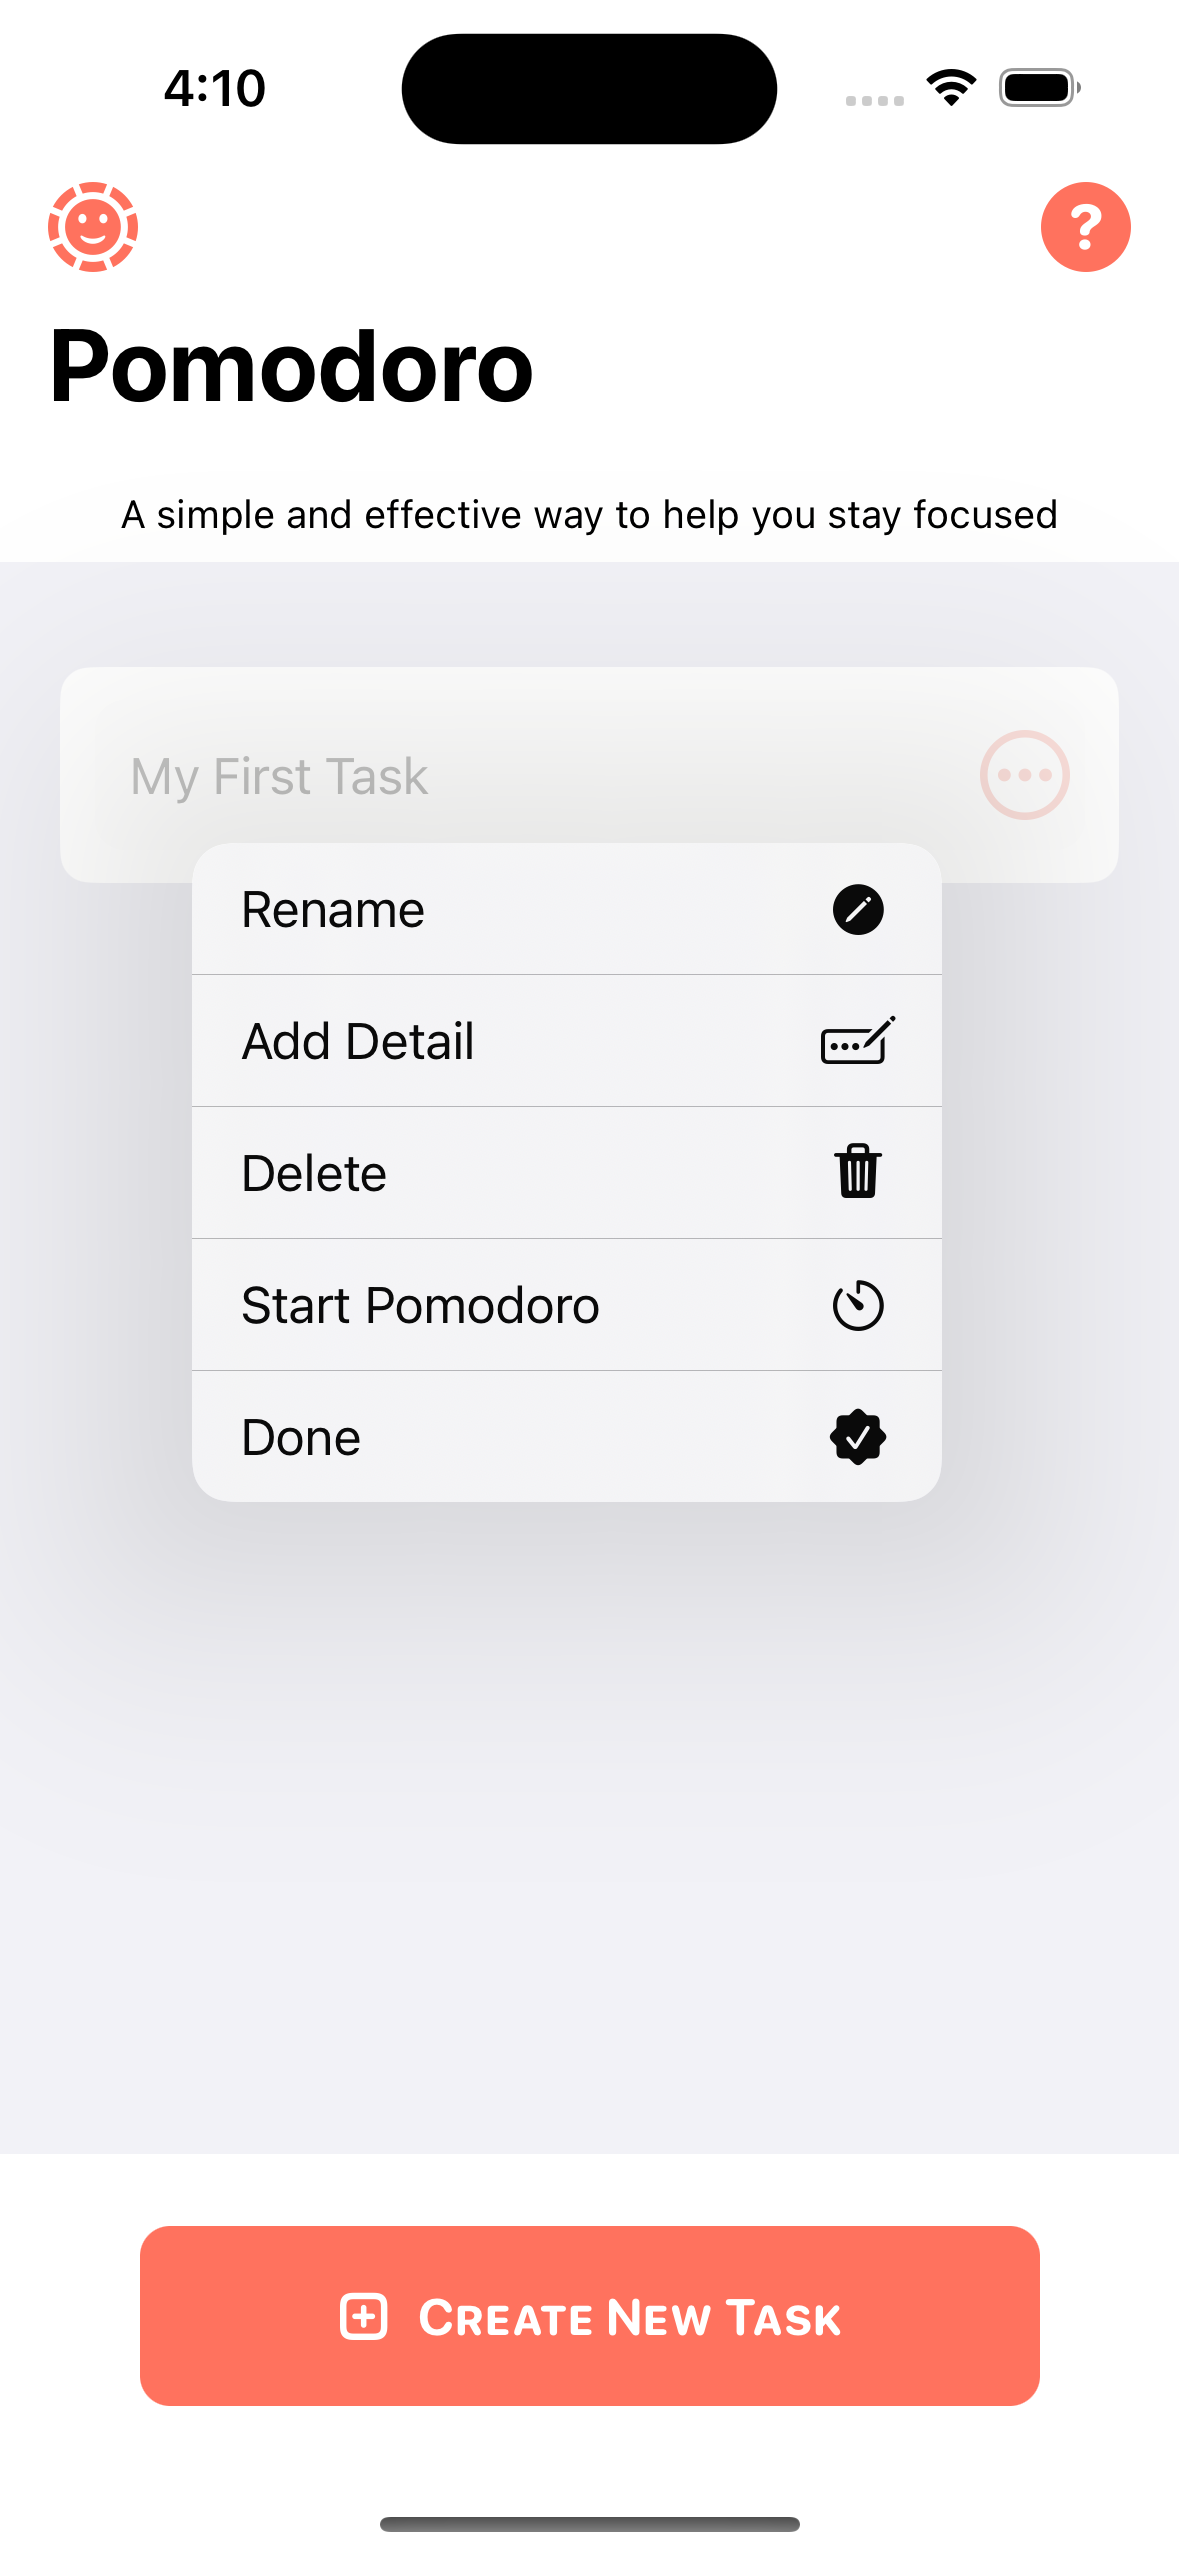 4:10
?
Pomodoro
A simple and effective way to help you stay focused
My First Task
Rename
Add Detail
Delete
Start Pomodoro
Done
Create New Task